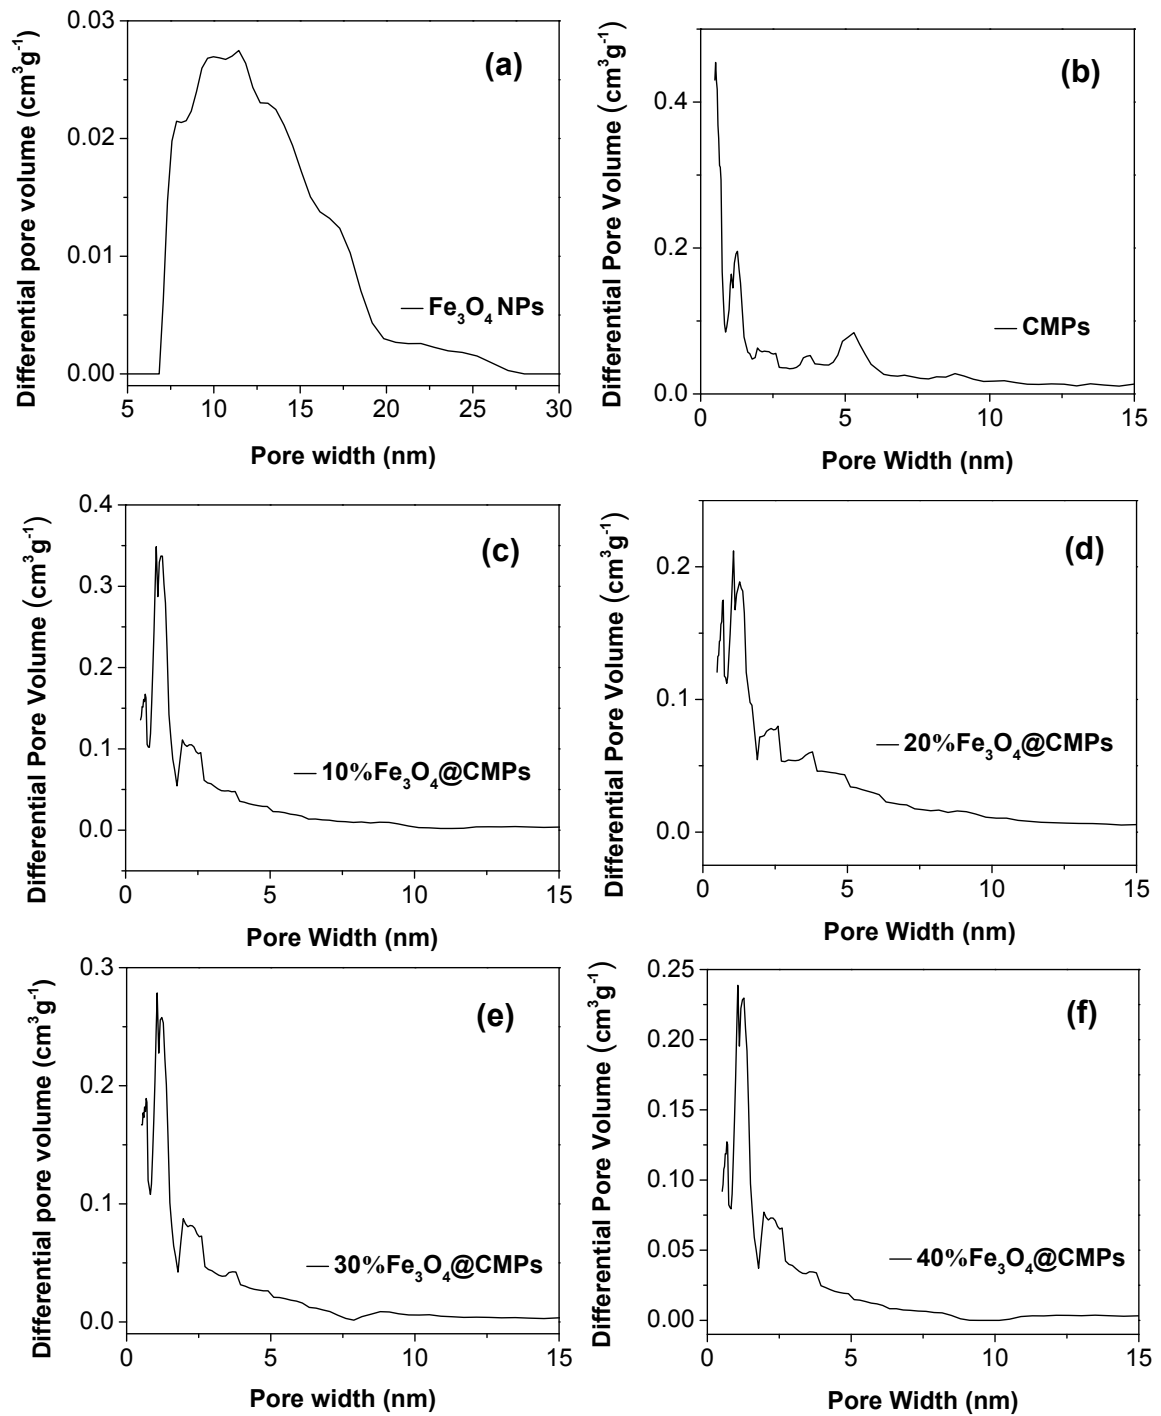 (a)
Differential pore volume (cm³g⁻¹)
0.03
0.02
0.01
0.00
Fe₃O₄ NPs
5 10 15 20 25 30
Pore width (nm)
(b)
Differential Pore Volume (cm³g⁻¹)
0.4
0.2
0.0
CMPs
0 5 10 15
Pore Width (nm)
(c)
Differential Pore Volume (cm³g⁻¹)
0.4
0.3
0.2
0.1
0.0
10%Fe₃O₄@CMPs
0 5 10 15
Pore Width (nm)
(d)
Differential Pore Volume (cm³g⁻¹)
0.2
0.1
0.0
20%Fe₃O₄@CMPs
0 5 10 15
Pore Width (nm)
(e)
Differential pore volume (cm³g⁻¹)
0.3
0.2
0.1
0.0
30%Fe₃O₄@CMPs
0 5 10 15
Pore width (nm)
(f)
Differential Pore Volume (cm³g⁻¹)
0.25
0.20
0.15
0.10
0.05
0.00
40%Fe₃O₄@CMPs
0 5 10 15
Pore Width (nm)